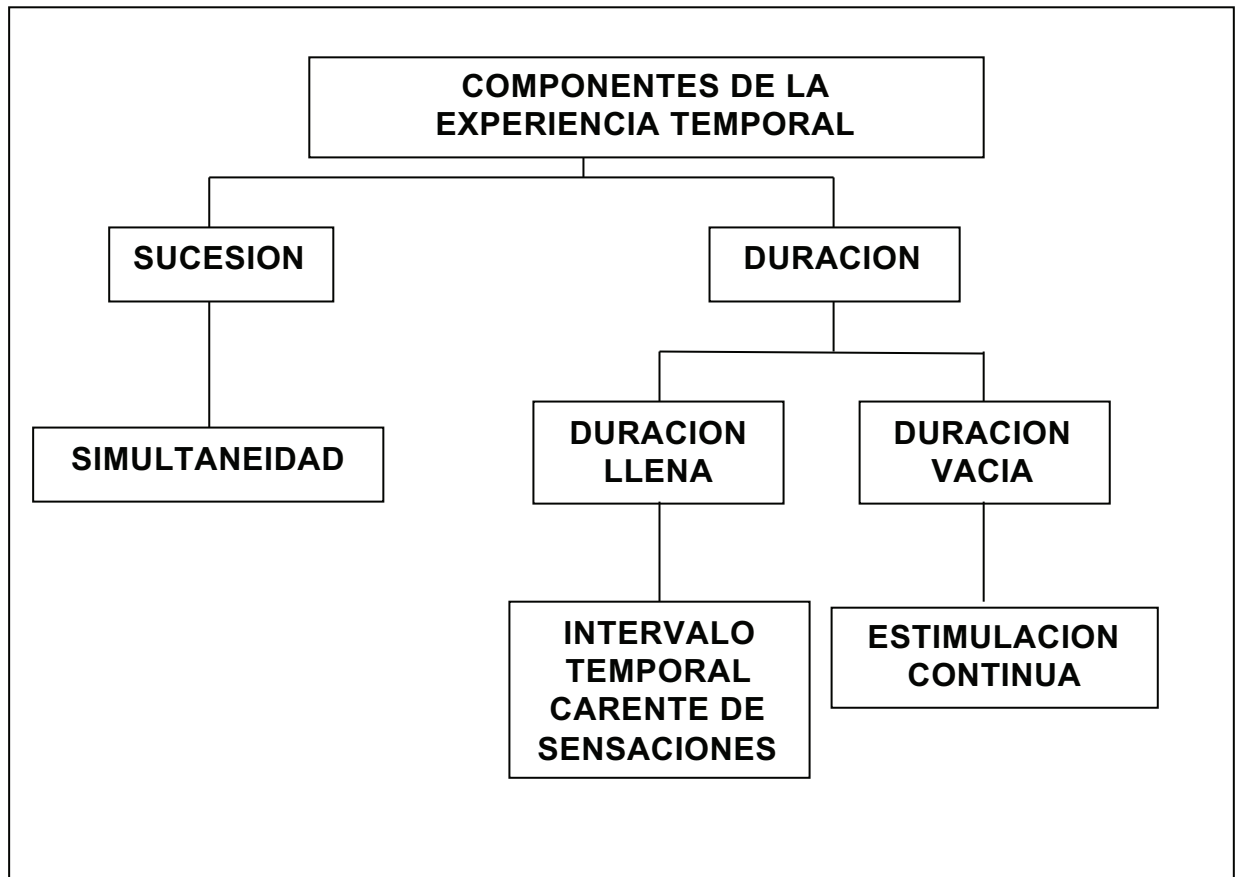 COMPONENTES DE LA
EXPERIENCIA TEMPORAL
SUCESION
DURACION
SIMULTANEIDAD
DURACION
LLENA
DURACION
VACIA
INTERVALO
TEMPORAL
CARENTE DE
SENSACIONES
ESTIMULACION
CONTINUA